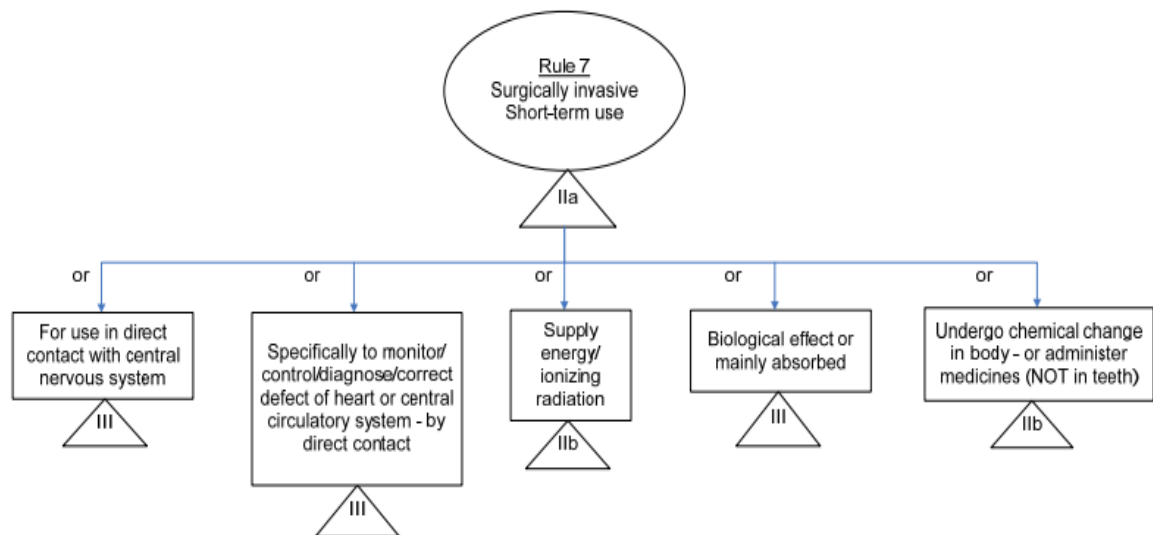 Rule 7
Surgically invasive
Short-term use
IIa
or
or
or
or
or
For use in direct
contact with central
nervous system
III
Specifically to monitor/
control/diagnose/correct
defect of heart or central
circulatory system - by
direct contact
III
Supply
energy/
ionizing
radiation
IIb
Biological effect or
mainly absorbed
III
Undergo chemical change
in body - or administer
medicines (NOT in teeth)
IIb